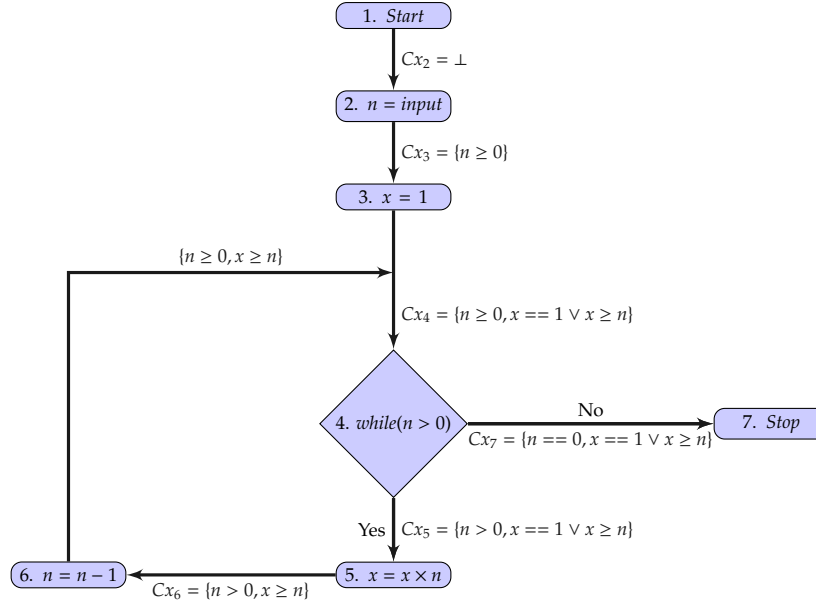 1. Start
Cx₂ = ⊥
2. n = input
Cx₃ = {n ≥ 0}
3. x = 1
{n ≥ 0, x ≥ n}
Cx₄ = {n ≥ 0, x == 1 ∨ x ≥ n}
4. while(n > 0)
No
7. Stop
Cx₇ = {n == 0, x == 1 ∨ x ≥ n}
Yes
Cx₅ = {n > 0, x == 1 ∨ x ≥ n}
6. n = n − 1
Cx₆ = {n > 0, x ≥ n}
5. x = x × n